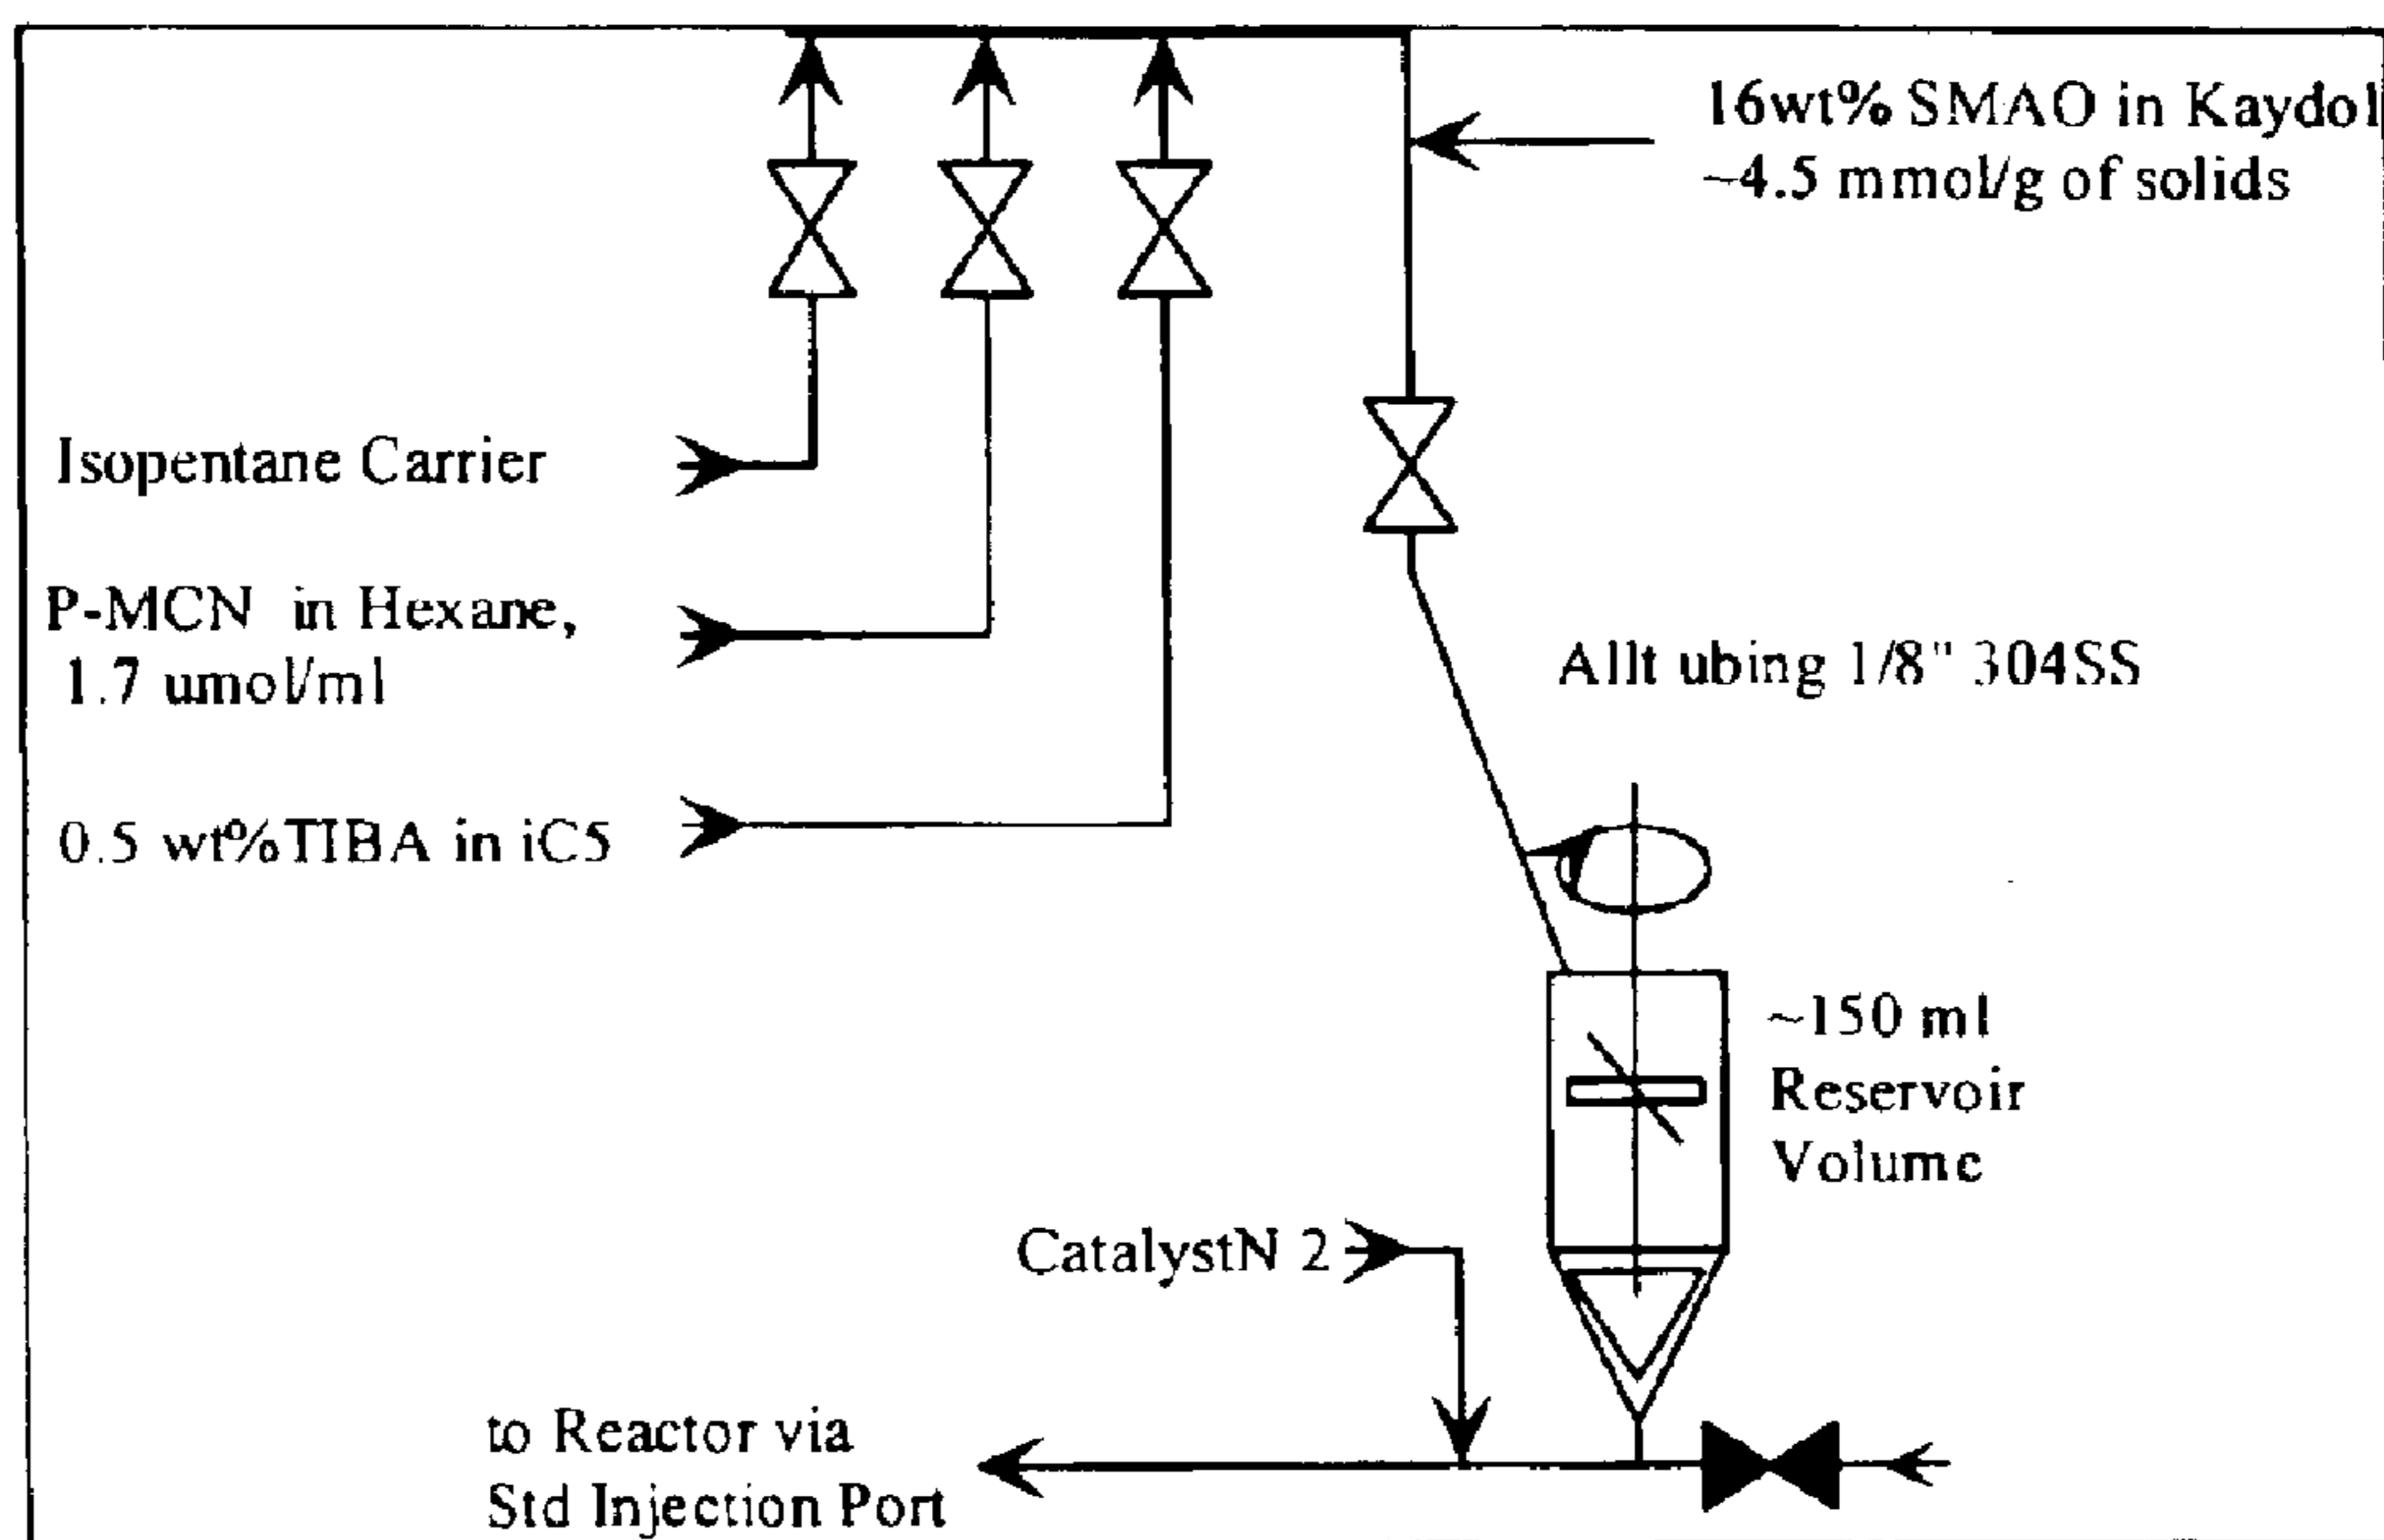 16wt% SMAO in Kaydol
~4.5 mmol/g of solids
Isopentane Carrier
P-MCN in Hexane,
1.7 umol/ml
Allt ubing 1/8" 304SS
0.5 wt%TIBA in iC5
~150 ml
Reservoir
Volume
CatalystN 2
to Reactor via
Std Injection Port